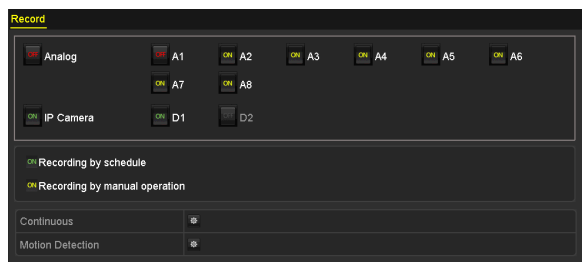 Record
OFF Analog OFF A1 ON A2 ON A3 ON A4 ON A5 ON A6
ON A7 ON A8
ON IP Camera ON D1 D2
ON Recording by schedule
ON Recording by manual operation
Continuous
Motion Detection